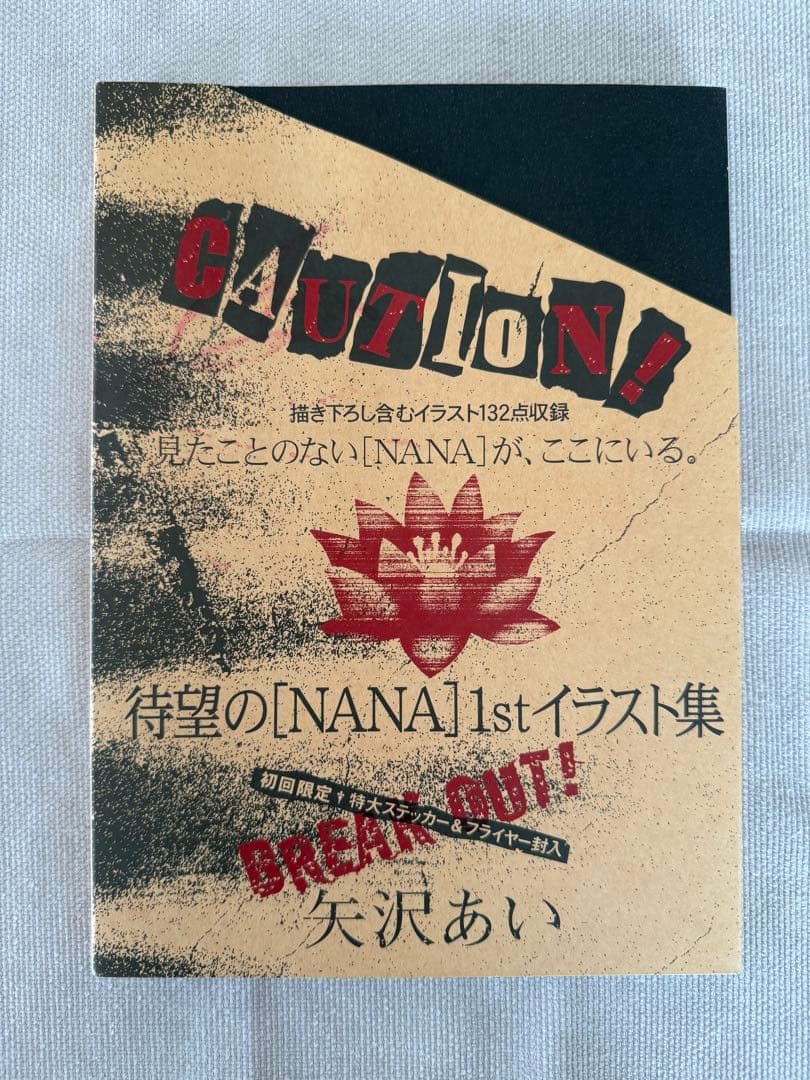 CAUTION!
描き下ろし含むイラスト132点収録
見たことのない[NANA]が、ここにいる。
待望の[NANA]1stイラスト集
初回限定↑特大ステッカー&フライヤー封入
BREAK OUT!
矢沢あい